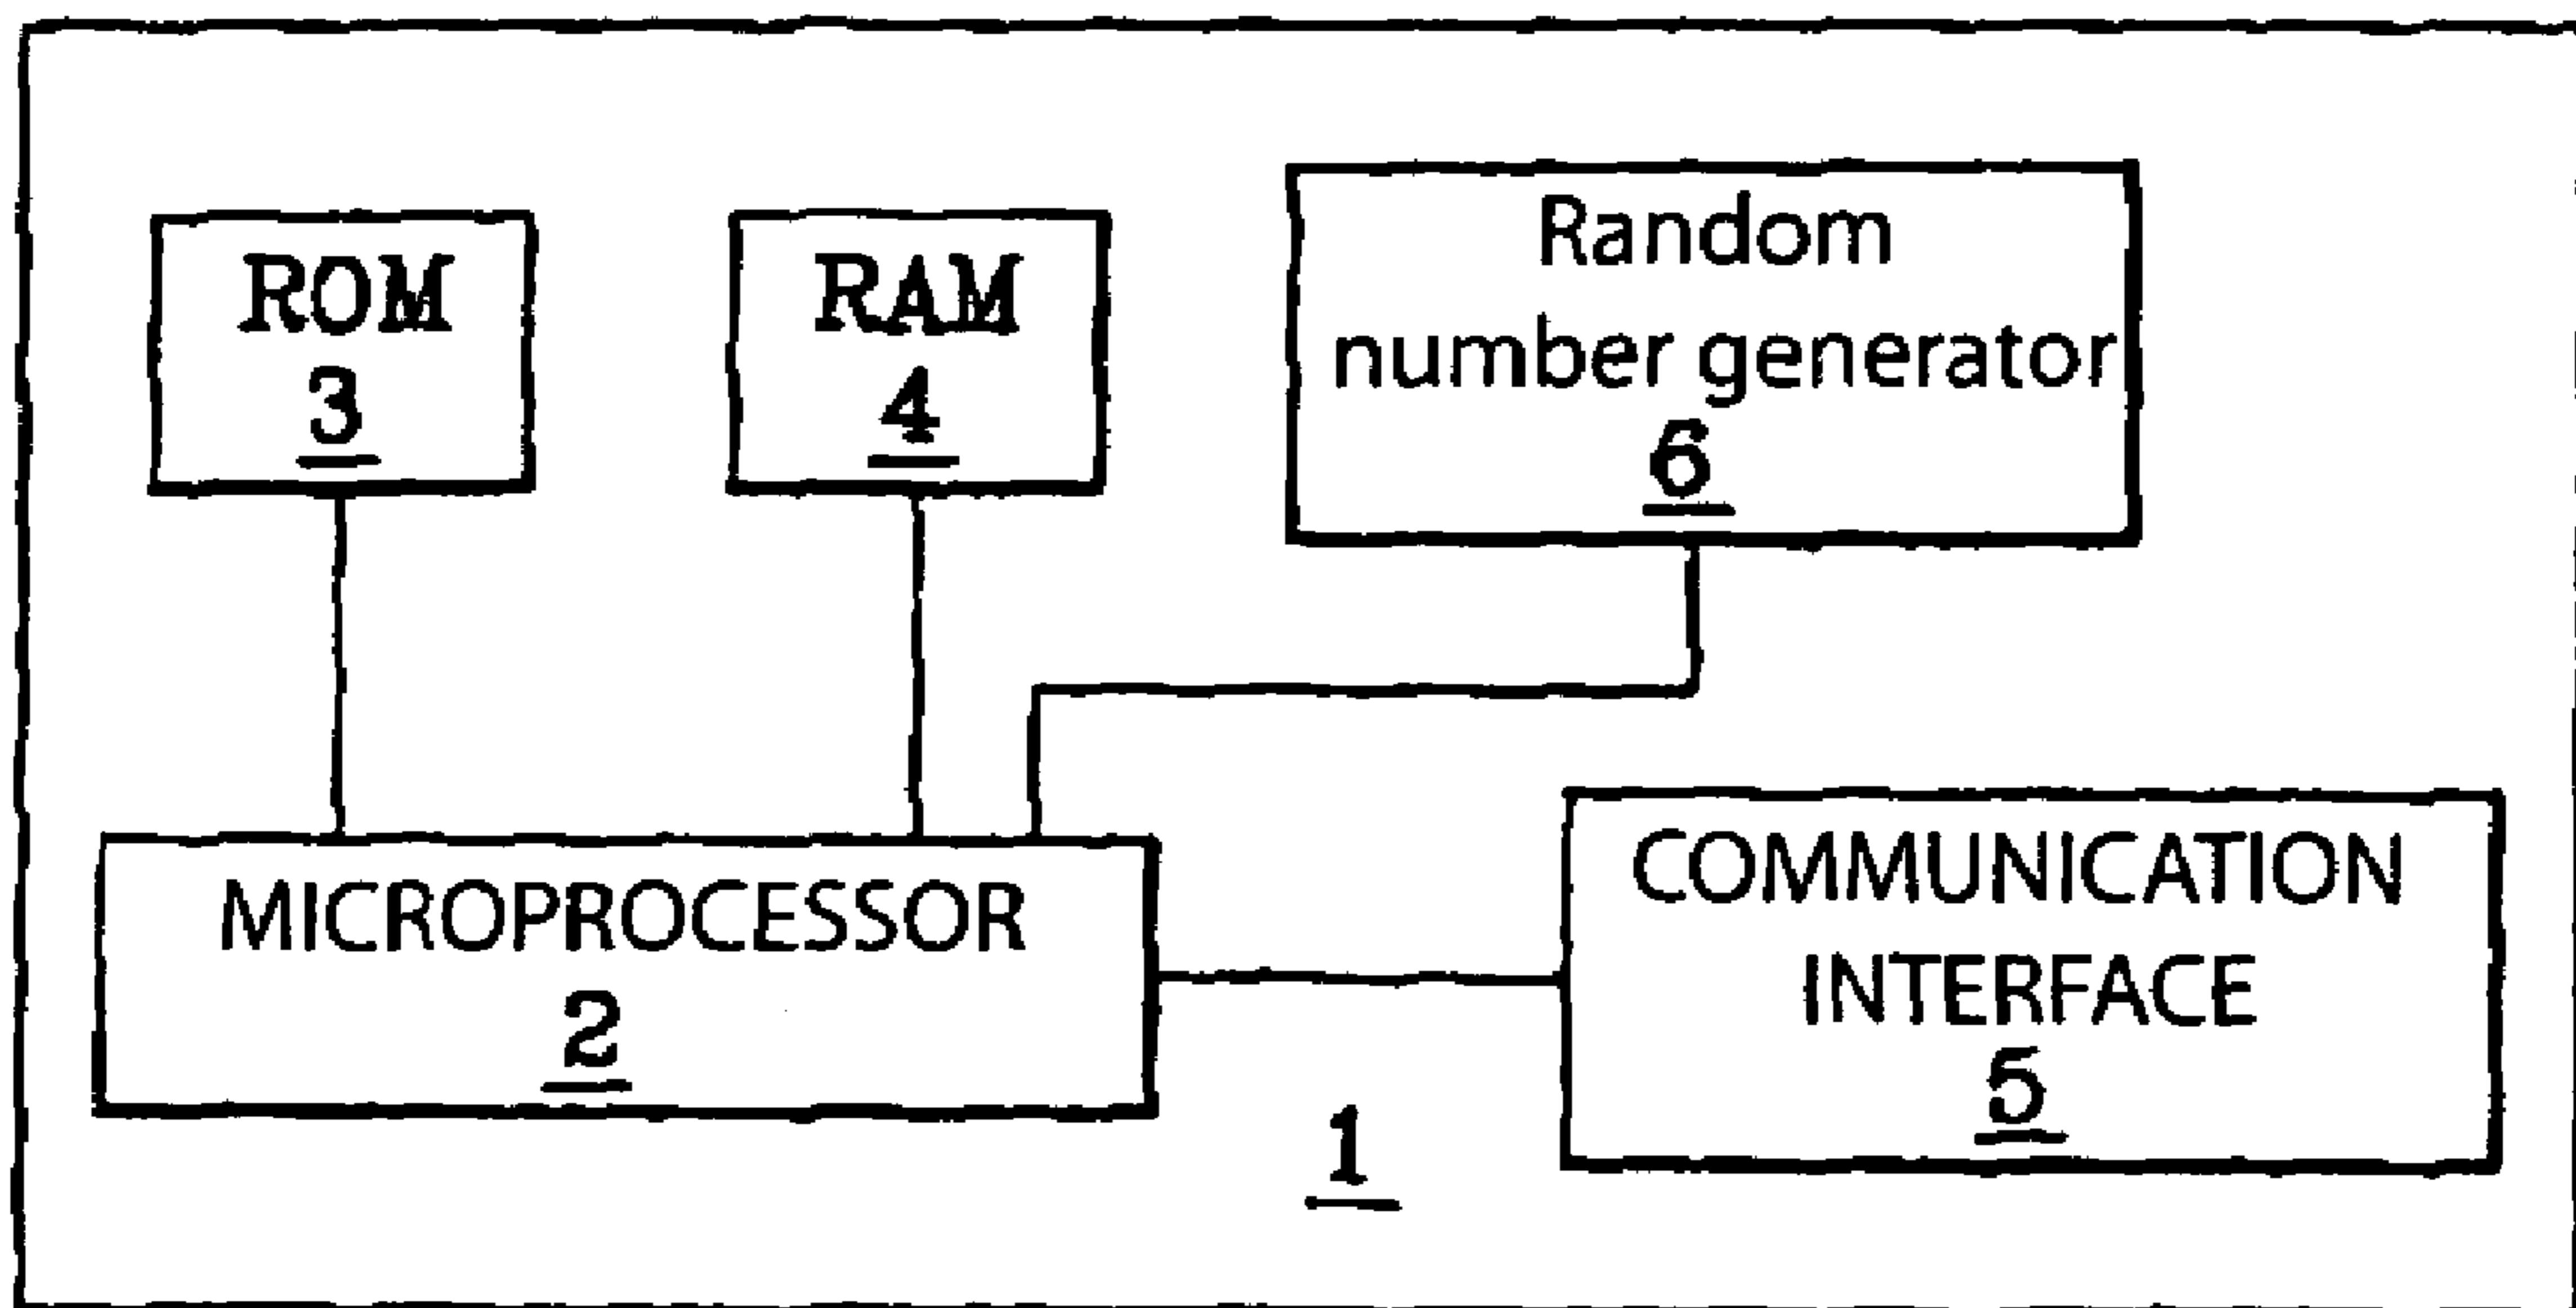 ROM
3
RAM
4
Random
number generator
6
MICROPROCESSOR
2
COMMUNICATION
INTERFACE
5
1